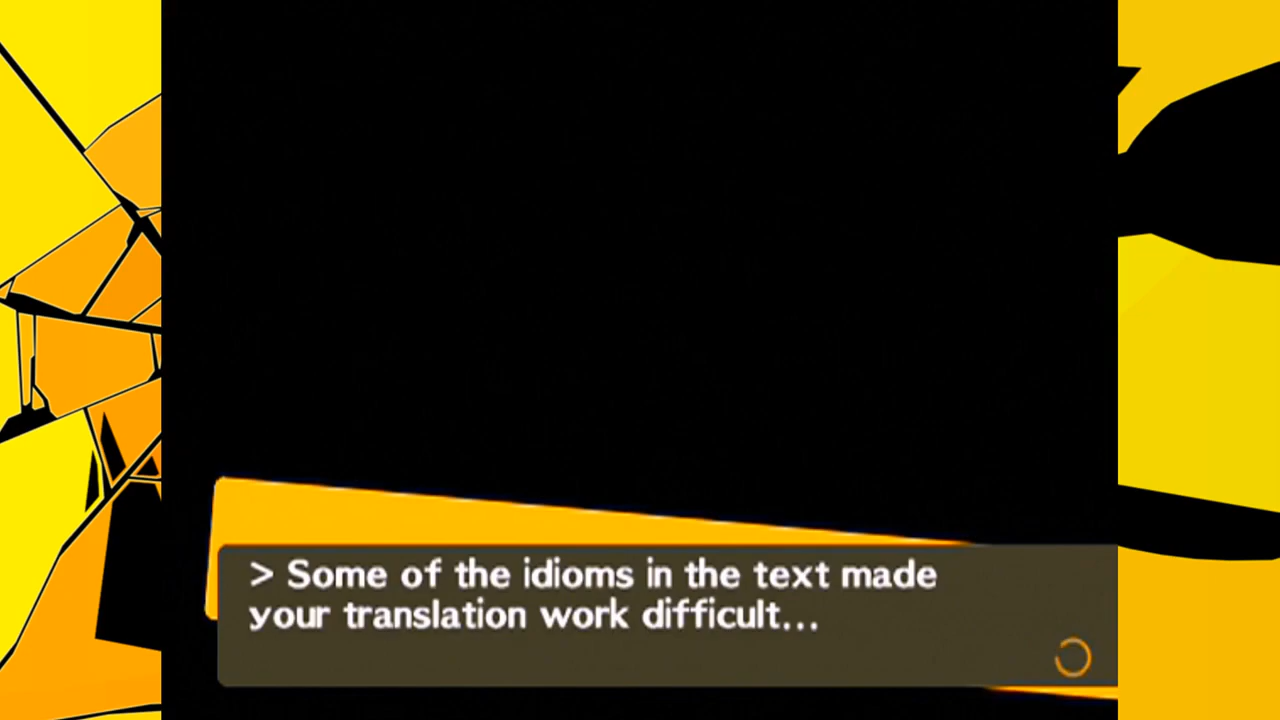 > Some of the idioms in the text made
your translation work difficult...